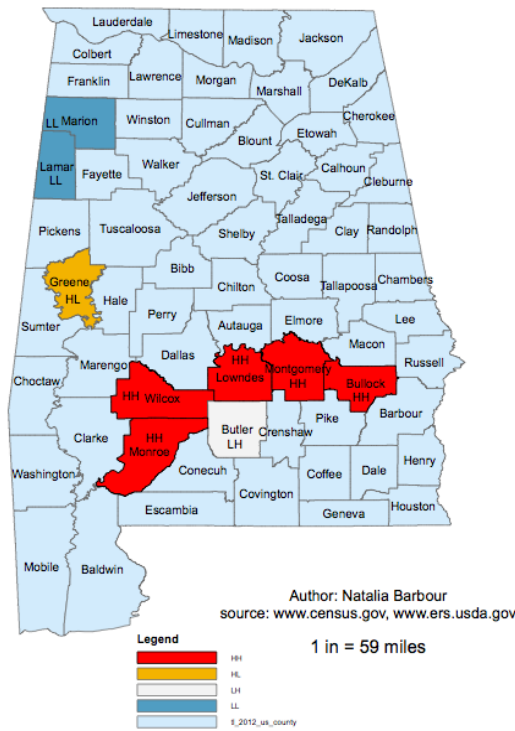 Lauderdale
Limestone
Madison
Jackson
Colbert
Franklin
Lawrence
Morgan
Marshall
DeKalb
LL Marion
Winston
Cullman
Blount
Etowah
Cherokee
Lamar
LL
Fayette
Walker
Jefferson
St. Clair
Calhoun
Cleburne
Pickens
Tuscaloosa
Shelby
Talladega
Clay
Randolph
Greene
HL
Hale
Bibb
Chilton
Coosa
Tallapoosa
Chambers
Sumter
Perry
Autauga
Elmore
Lee
Macon
Russell
Choctaw
Marengo
Dallas
HH
Lowndes
Montgomery
HH
Bullock
HH
HH Wilcox
Clarke
HH
Monroe
Butler
LH
Crenshaw
Pike
Barbour
Washington
Conecuh
Covington
Coffee
Dale
Henry
Escambia
Geneva
Houston
Mobile
Baldwin
Author: Natalia Barbour
source: www.census.gov, www.ers.usda.gov
1 in = 59 miles
Legend
HH
HL
LH
LL
tl_2012_us_county